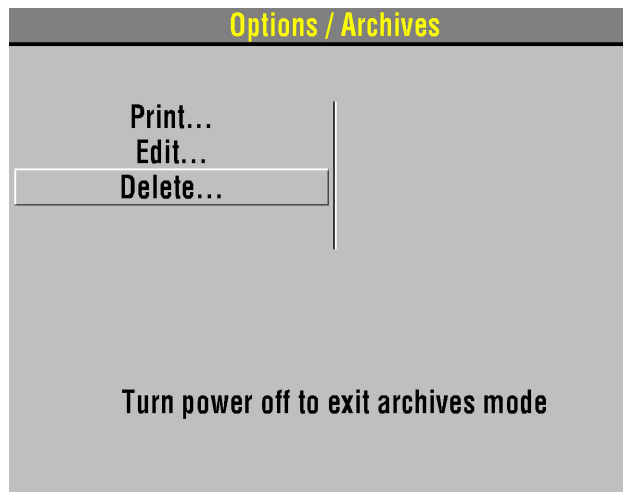 Options / Archives
Print...
Edit...
Delete...
Turn power off to exit archives mode